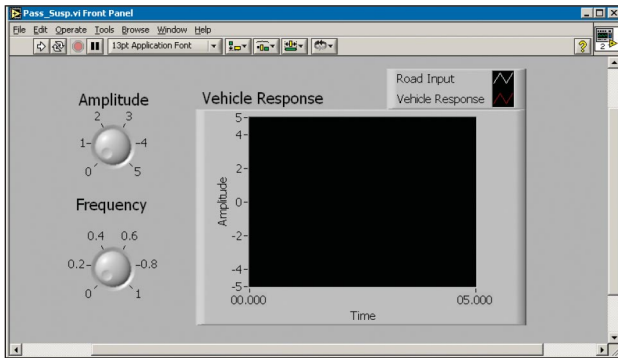 Pass_Susp.vi Front Panel
File Edit Operate Tools Browse Window Help
13pt Application Font
2
Road Input
Vehicle Response
Amplitude
2 3
1 4
0 5
Vehicle Response
5
4
2
0
-2
-4
-5
Amplitude
00.000 05.000
Time
Frequency
0.4 0.6
0.2 0.8
0 1